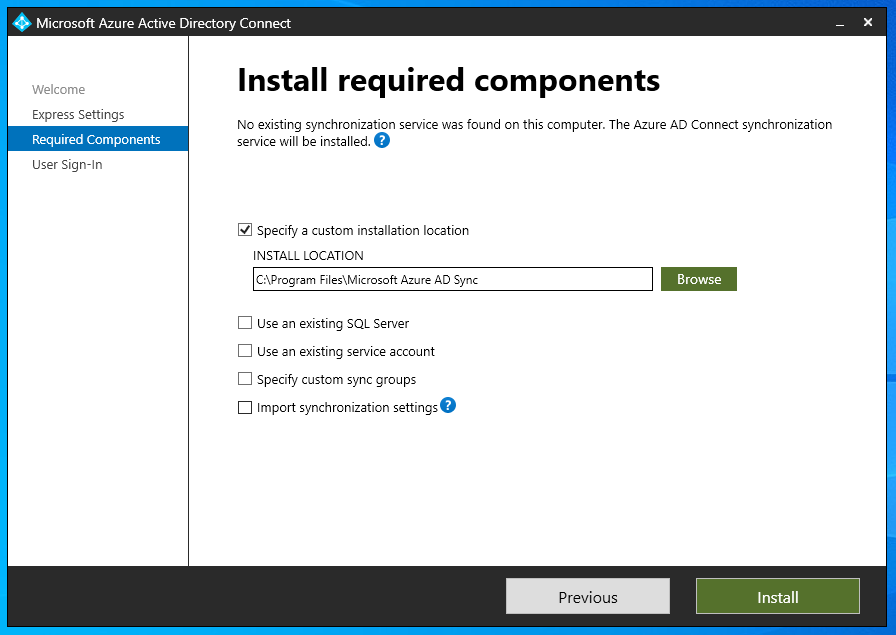 Microsoft Azure Active Directory Connect
Welcome
Express Settings
Required Components
User Sign-In
Install required components
No existing synchronization service was found on this computer. The Azure AD Connect synchronization
service will be installed. ?
Specify a custom installation location
INSTALL LOCATION
C:\Program Files\Microsoft Azure AD Sync
Browse
Use an existing SQL Server
Use an existing service account
Specify custom sync groups
Import synchronization settings ?
Previous
Install